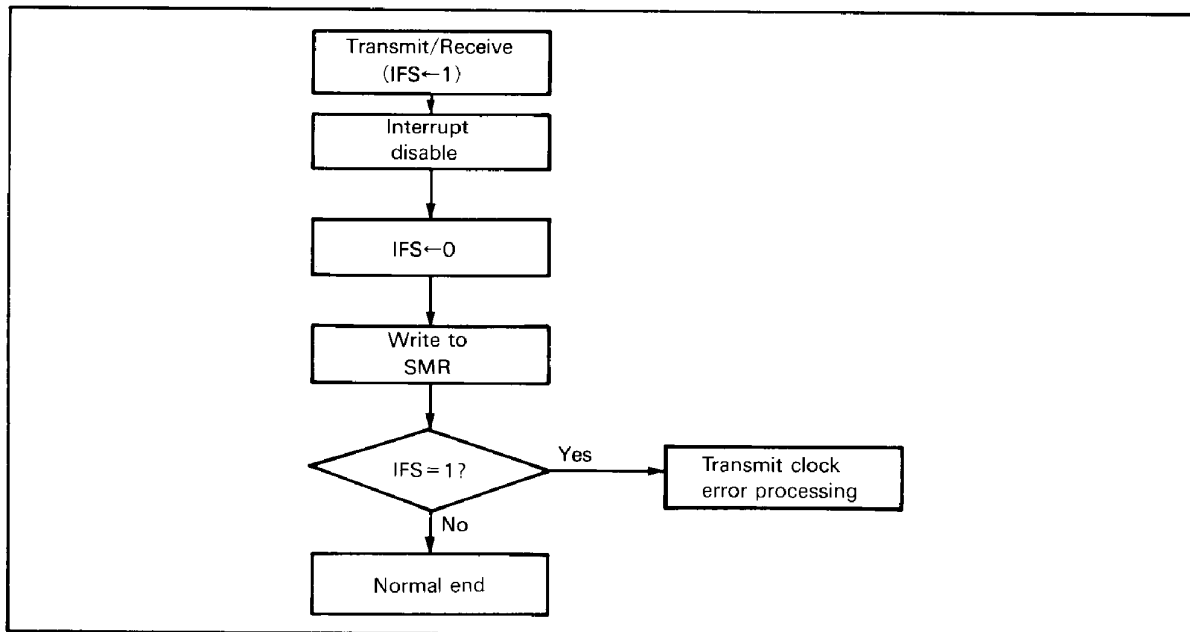 Transmit/Receive
(IFS←1)
Interrupt
disable
IFS←0
Write to
SMR
IFS=1?
Yes
Transmit clock
error processing
No
Normal end